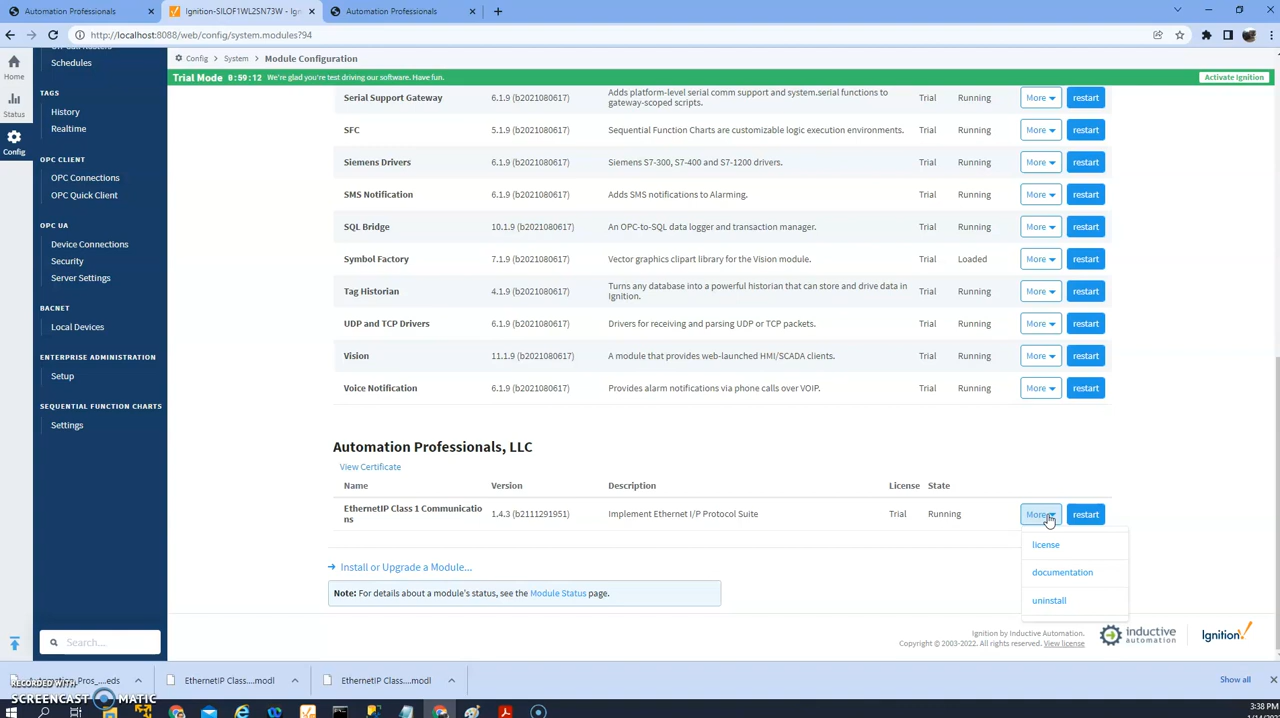 Automation Professionals
Ignition-SILOF1WL2SN73W - Ign
Automation Professionals
http://localhost:8088/web/config/system.modules?94
Home
Status
Config
Schedules
TAGS
History
Realtime
OPC CLIENT
OPC Connections
OPC Quick Client
OPC UA
Device Connections
Security
Server Settings
BACNET
Local Devices
ENTERPRISE ADMINISTRATION
Setup
SEQUENTIAL FUNCTION CHARTS
Settings
Search...
Config > System > Module Configuration
Trial Mode 0:59:12 We're glad you're test driving our software. Have fun. Activate Ignition
Serial Support Gateway 6.1.9 (b2021080617) Adds platform-level serial comm support and system.serial functions to Trial Running More restart
gateway-scoped scripts.
SFC 5.1.9 (b2021080617) Sequential Function Charts are customizable logic execution environments. Trial Running More restart
Siemens Drivers 6.1.9 (b2021080617) Siemens S7-300, S7-400 and S7-1200 drivers. Trial Running More restart
SMS Notification 6.1.9 (b2021080617) Adds SMS notifications to Alarming. Trial Running More restart
SQL Bridge 10.1.9 (b2021080617) An OPC-to-SQL data logger and transaction manager. Trial Running More restart
Symbol Factory 7.1.9 (b2021080617) Vector graphics clipart library for the Vision module. Trial Loaded More restart
Tag Historian 4.1.9 (b2021080617) Turns any database into a powerful historian that can store and drive data in Trial Running More restart
Ignition.
UDP and TCP Drivers 6.1.9 (b2021080617) Drivers for receiving and parsing UDP or TCP packets. Trial Running More restart
Vision 11.1.9 (b2021080617) A module that provides web-launched HMI/SCADA clients. Trial Running More restart
Voice Notification 6.1.9 (b2021080617) Provides alarm notifications via phone calls over VOIP. Trial Running More restart
Automation Professionals, LLC
View Certificate
Name Version Description License State
EthernetIP Class 1 Communicatio 1.4.3 (b2111291951) Implement Ethernet I/P Protocol Suite Trial Running More restart
ns
license
documentation
uninstall
Install or Upgrade a Module...
Note: For details about a module's status, see the Module Status page.
Ignition by Inductive Automation.
Copyright © 2003-2022. All rights reserved. View license
inductive
automation
Ignition!
Pros_....eds
EthernetIP Class....modl
EthernetIP Class....modl
Show all
RECORDED WITH
SCREENCAST MATIC
3:38 PM